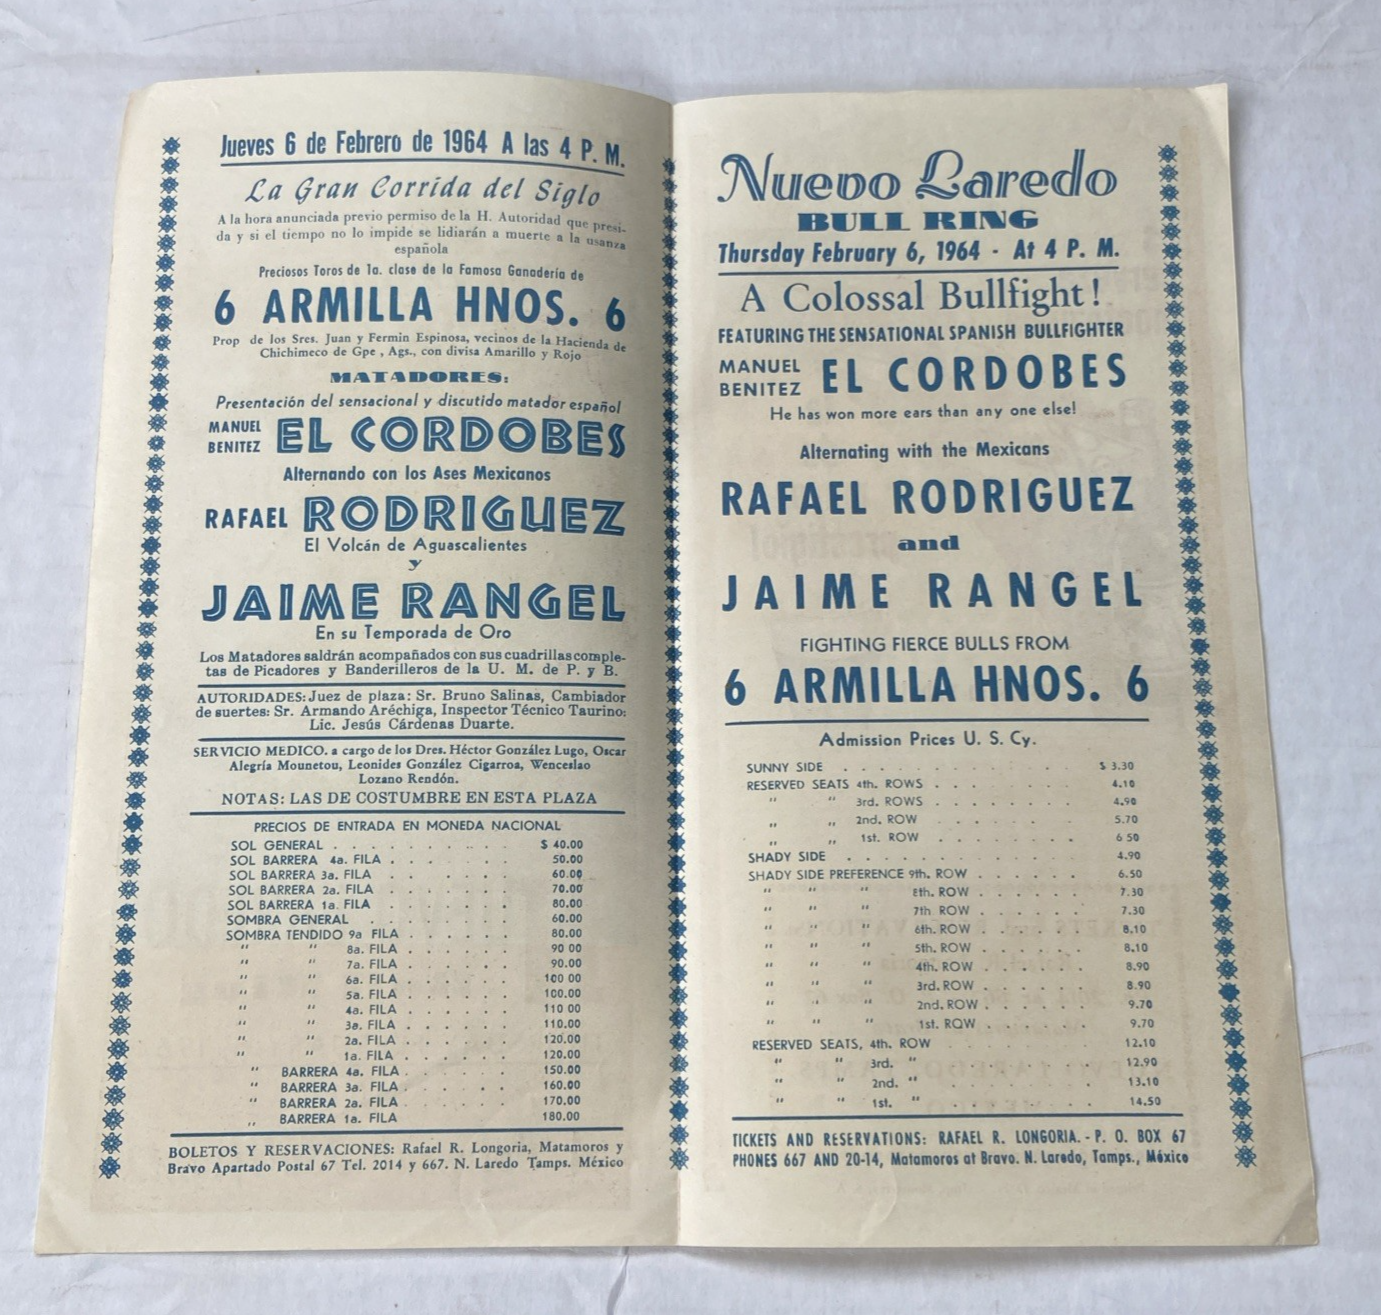 Jueves 6 de Febrero de 1964 A las 4 P. M.
La Gran Corrida del Siglo
A la hora anunciada previo permiso de la H. Autoridad que presi-
da y si el tiempo no lo impide se lidiarán a muerte a la usanza
española
Preciosos Toros de 1a. clase de la Famosa Ganadería de
6 ARMILLA HNOS. 6
Prop de los Sres. Juan y Fermin Espinosa, vecinos de la Hacienda de
Chichimeco de Gpe , Ags., con divisa Amarillo y Rojo
MATADORES:
Presentación del sensacional y discutido matador español
MANUEL BENITEZ EL CORDOBES
Alternando con los Ases Mexicanos
RAFAEL RODRIGUEZ
El Volcán de Aguascalientes
y
JAIME RANGEL
En su Temporada de Oro
Los Matadores saldrán acompañados con sus cuadrillas comple-
tas de Picadores y Banderilleros de la U. M. de P. y B.
AUTORIDADES: Juez de plaza: Sr. Bruno Salinas, Cambiador
de suertes: Sr. Armando Aréchiga, Inspector Técnico Taurino:
Lic. Jesús Cárdenas Duarte.
SERVICIO MEDICO. a cargo de los Dres. Héctor González Lugo, Oscar
Alegría Mounetou, Leonides González Cigarroa, Wenceslao
Lozano Rendón.
NOTAS: LAS DE COSTUMBRE EN ESTA PLAZA
PRECIOS DE ENTRADA EN MONEDA NACIONAL
SOL GENERAL . . . . . . . . . . $ 40.00
SOL BARRERA 4a. FILA . . . . . . . 50.00
SOL BARRERA 3a. FILA . . . . . . 60.00
SOL BARRERA 2a. FILA . . . . . . . 70.00
SOL BARRERA 1a. FILA . . . . . . . 80.00
SOMBRA GENERAL . . . . . . . . 60.00
SOMBRA TENDIDO 9a FILA . . . . . . 80.00
" " 8a. FILA . . . . . . 90 00
" " 7a. FILA . . . . . . 90.00
" " 6a. FILA . . . . . . 100 00
" " 5a. FILA . . . . . . 100.00
" " 4a. FILA . . . . . . 110 00
" " 3a. FILA . . . . . . 110.00
" " 2a. FILA . . . . . . 120.00
" " 1a. FILA . . . . . . 120.00
" BARRERA 4a. FILA . . . . . . 150.00
" BARRERA 3a. FILA . . . . . . 160.00
" BARRERA 2a. FILA . . . . . . 170.00
" BARRERA 1a. FILA . . . . . . 180.00
BOLETOS Y RESERVACIONES: Rafael R. Longoria, Matamoros y
Bravo Apartado Postal 67 Tel. 2014 y 667. N. Laredo Tamps. México
Nuevo Laredo
BULL RING
Thursday February 6, 1964 - At 4 P. M.
A Colossal Bullfight!
FEATURING THE SENSATIONAL SPANISH BULLFIGHTER
MANUEL BENITEZ EL CORDOBES
He has won more ears than any one else!
Alternating with the Mexicans
RAFAEL RODRIGUEZ
and
JAIME RANGEL
FIGHTING FIERCE BULLS FROM
6 ARMILLA HNOS. 6
Admission Prices U. S. Cy.
SUNNY SIDE . . . . . . . . . . $ 3.30
RESERVED SEATS 4th. ROWS . . . . . . . 4.10
" " 3rd. ROWS . . . . . . . 4.90
" " 2nd. ROW . . . . . . . 5.70
" " 1st. ROW . . . . . . . 6 50
SHADY SIDE . . . . . . . . . . 4.90
SHADY SIDE PREFERENCE 9th. ROW . . . . . . 6.50
" " " 8th. ROW . . . . . . 7.30
" " " 7th ROW . . . . . . 7.30
" " " 6th. ROW . . . . . . 8.10
" " " 5th. ROW . . . . . . 8.10
" " " 4th. ROW . . . . . . 8.90
" " " 3rd. ROW . . . . . . 8.90
" " " 2nd. ROW . . . . . . 9.70
" " " 1st. ROW . . . . . . 9.70
RESERVED SEATS, 4th. ROW . . . . . . . . 12.10
" " 3rd. " . . . . . . . . 12.90
" " 2nd. " . . . . . . . . 13.10
" " 1st. " . . . . . . . . 14.50
TICKETS AND RESERVATIONS: RAFAEL R. LONGORIA. - P. O. BOX 67
PHONES 667 AND 20-14, Matamoros at Bravo. N. Laredo, Tamps., México